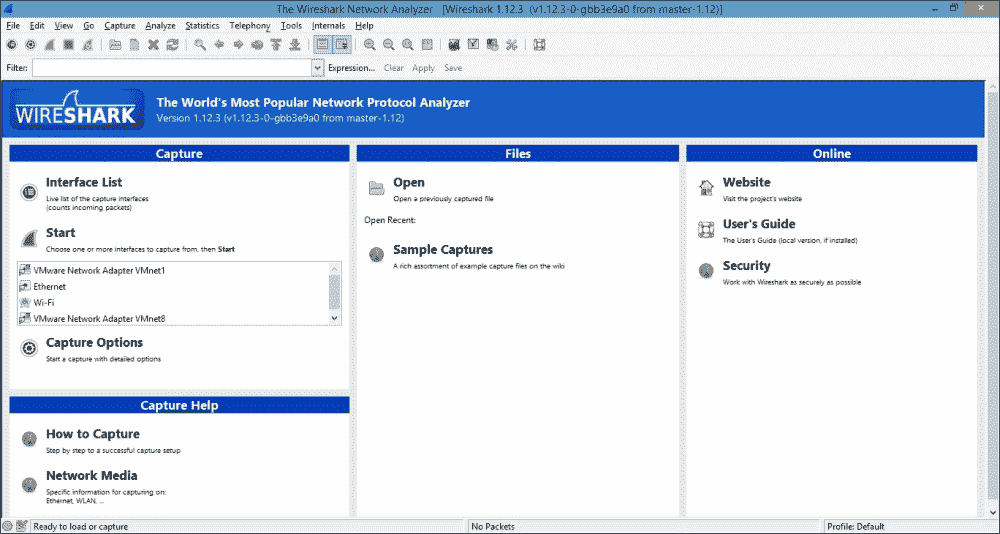 The Wireshark Network Analyzer [Wireshark 1.12.3 (v1.12.3-0-gbb3e9a0 from master-1.12)]
File Edit View Go Capture Analyze Statistics Telephony Tools Internals Help
Filter: Expression... Clear Apply Save
WIRESHARK
The World's Most Popular Network Protocol Analyzer
Version 1.12.3 (v1.12.3-0-gbb3e9a0 from master-1.12)
Capture
Interface List
Live list of the capture interfaces
(counts incoming packets)
Start
Choose one or more interfaces to capture from, then Start
VMware Network Adapter VMnet1
Ethernet
Wi-Fi
VMware Network Adapter VMnet8
Capture Options
Start a capture with detailed options
Capture Help
How to Capture
Step by step to a successful capture setup
Network Media
Specific information for capturing on:
Ethernet, WLAN, ...
Files
Open
Open a previously captured file
Open Recent:
Sample Captures
A rich assortment of example capture files on the wiki
Online
Website
Visit the project's website
User's Guide
The User's Guide (local version, if installed)
Security
Work with Wireshark as securely as possible
Ready to load or capture
No Packets
Profile: Default